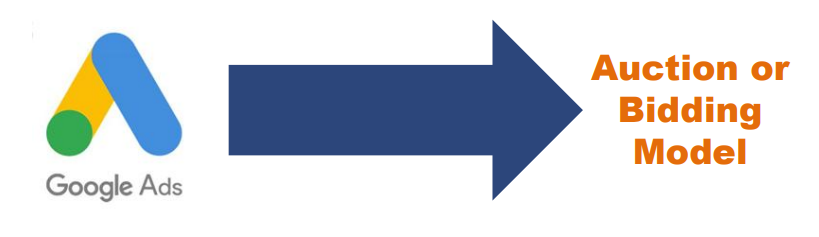 Google Ads
Auction or
Bidding
Model